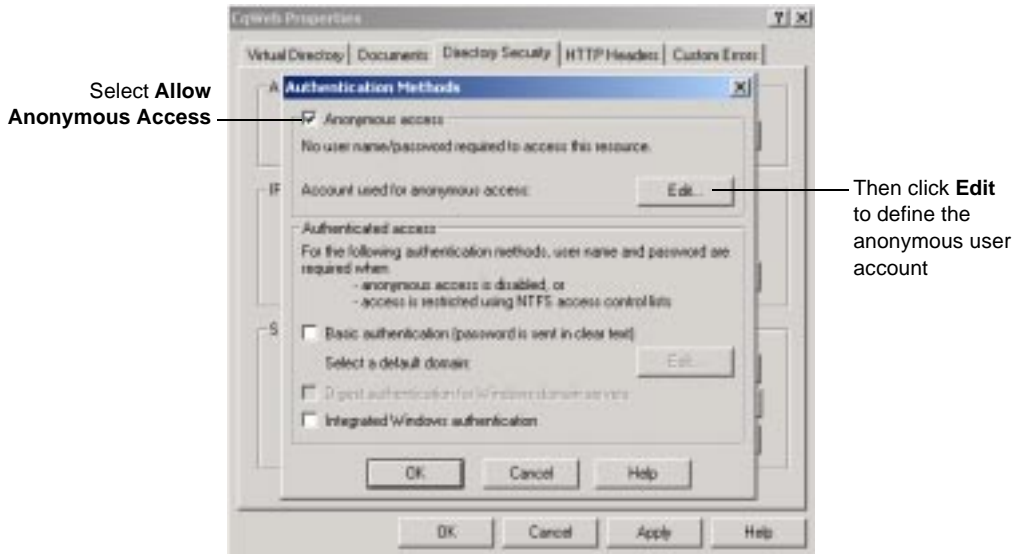 CqWeb Properties
Virtual Directory Documents Directory Security HTTP Headers Custom Errors
A
Authentication Methods
Select Allow
Anonymous Access
Anonymous access
No user name/password required to access this resource.
IP
Account used for anonymous access:
Edit...
Then click Edit
to define the
anonymous user
account
Authenticated access
For the following authentication methods, user name and password are
required when
- anonymous access is disabled, or
- access is restricted using NTFS access control lists
S
Basic authentication (password is sent in clear text)
Select a default domain:
Edit...
Digest authentication for Windows domain servers
Integrated Windows authentication
OK Cancel Help
OK Cancel Apply Help